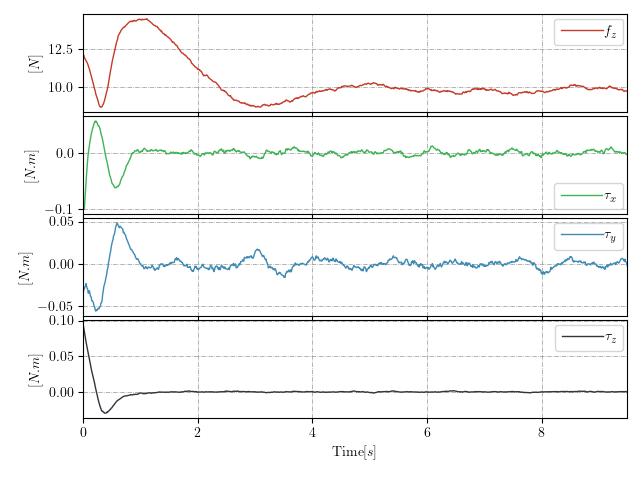 12.5
10.0
[N]
f_z
0.0
−0.1
[N.m]
τ_x
0.05
0.00
−0.05
[N.m]
τ_y
0.10
0.05
0.00
[N.m]
τ_z
0 2 4 6 8
Time[s]